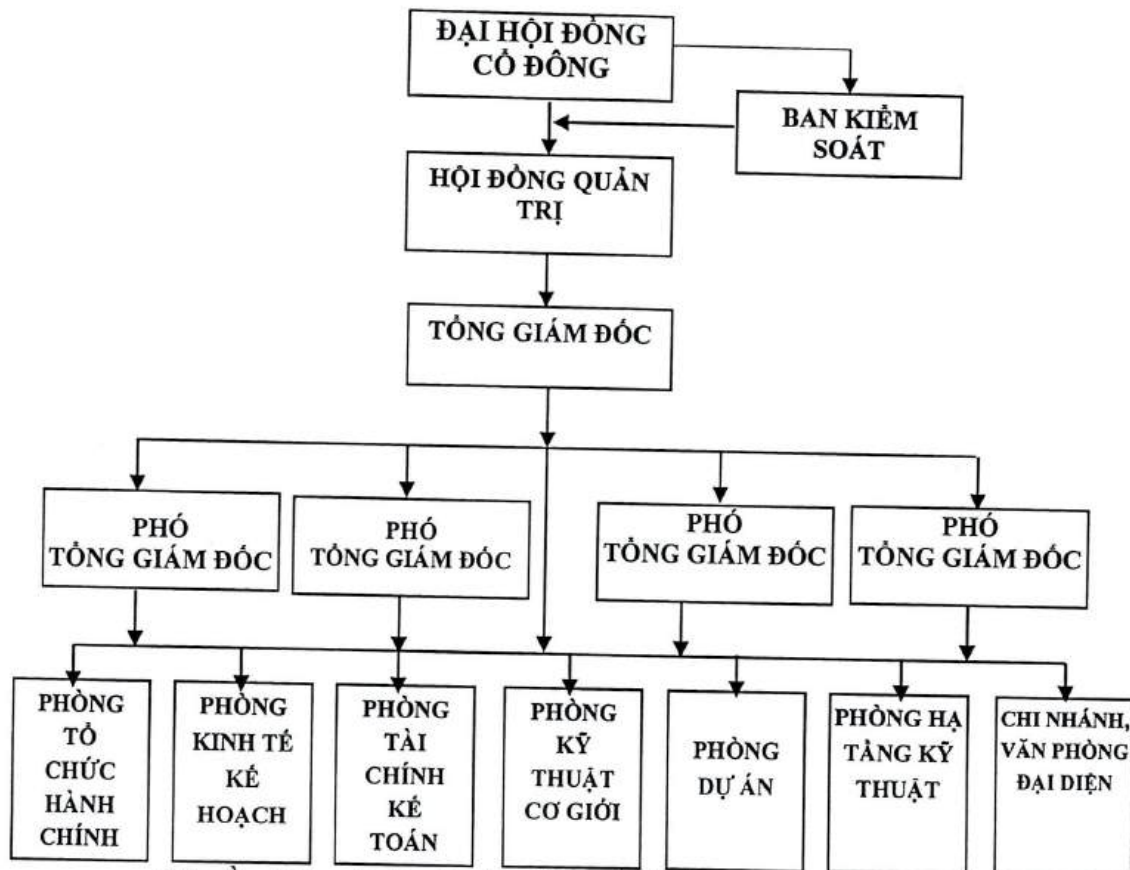 ĐẠI HỘI ĐỒNG
CỔ ĐÔNG
BAN KIỂM
SOÁT
HỘI ĐỒNG QUẢN
TRỊ
TỔNG GIÁM ĐỐC
PHÓ
TỔNG GIÁM ĐỐC
PHÓ
TỔNG GIÁM ĐỐC
PHÓ
TỔNG GIÁM ĐỐC
PHÓ
TỔNG GIÁM ĐỐC
PHÒNG
TỔ
CHỨC
HÀNH
CHÍNH
PHÒNG
KINH TẾ
KẾ
HOẠCH
PHÒNG
TÀI
CHÍNH
KẾ
TOÁN
PHÒNG
KỸ
THUẬT
CƠ GIỚI
PHÒNG
DỰ ÁN
PHÒNG HẠ
TẦNG KỸ
THUẬT
CHI NHÁNH,
VĂN PHÒNG
ĐẠI DIỆN